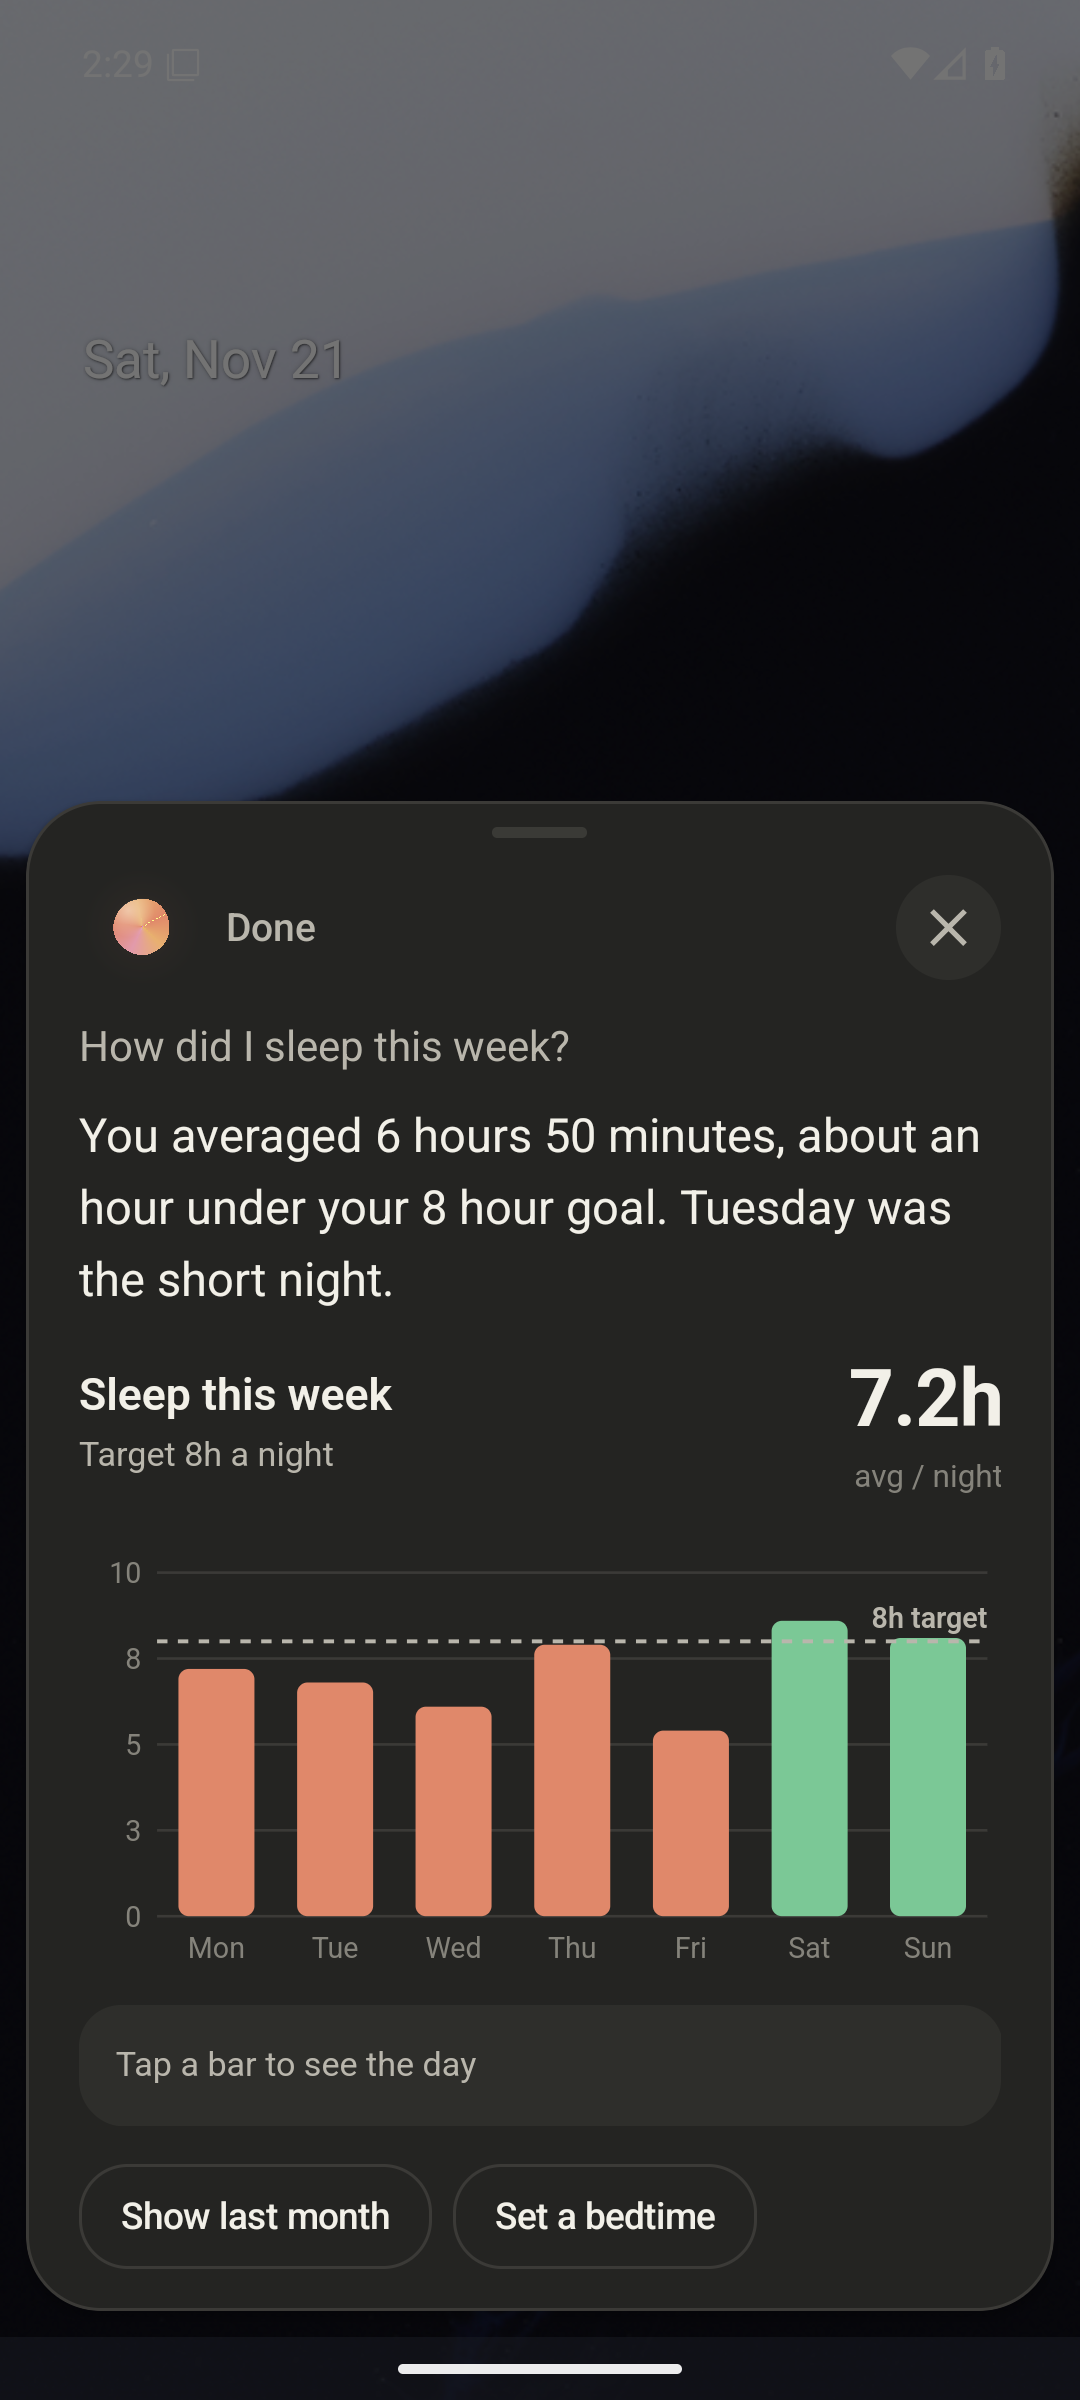 2:29
Sat, Nov 21
Done
How did I sleep this week?
You averaged 6 hours 50 minutes, about an
hour under your 8 hour goal. Tuesday was
the short night.
Sleep this week
7.2h
Target 8h a night
avg / night
10
8h target
8
5
3
0
Mon Tue Wed Thu Fri Sat Sun
Tap a bar to see the day
Show last month Set a bedtime